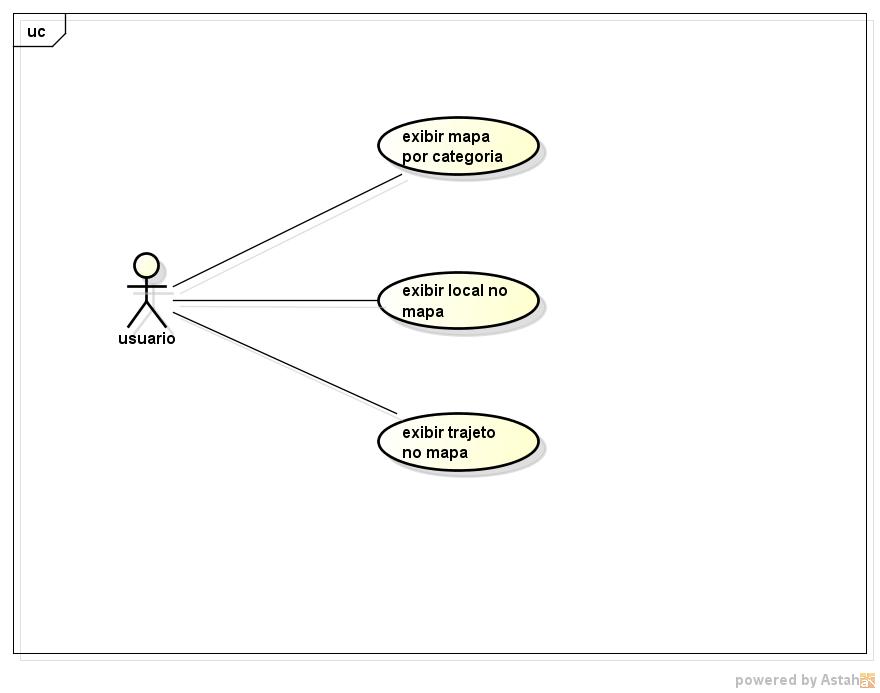 uc
exibir mapa
por categoria
exibir local no
mapa
usuario
exibir trajeto
no mapa
powered by Astah